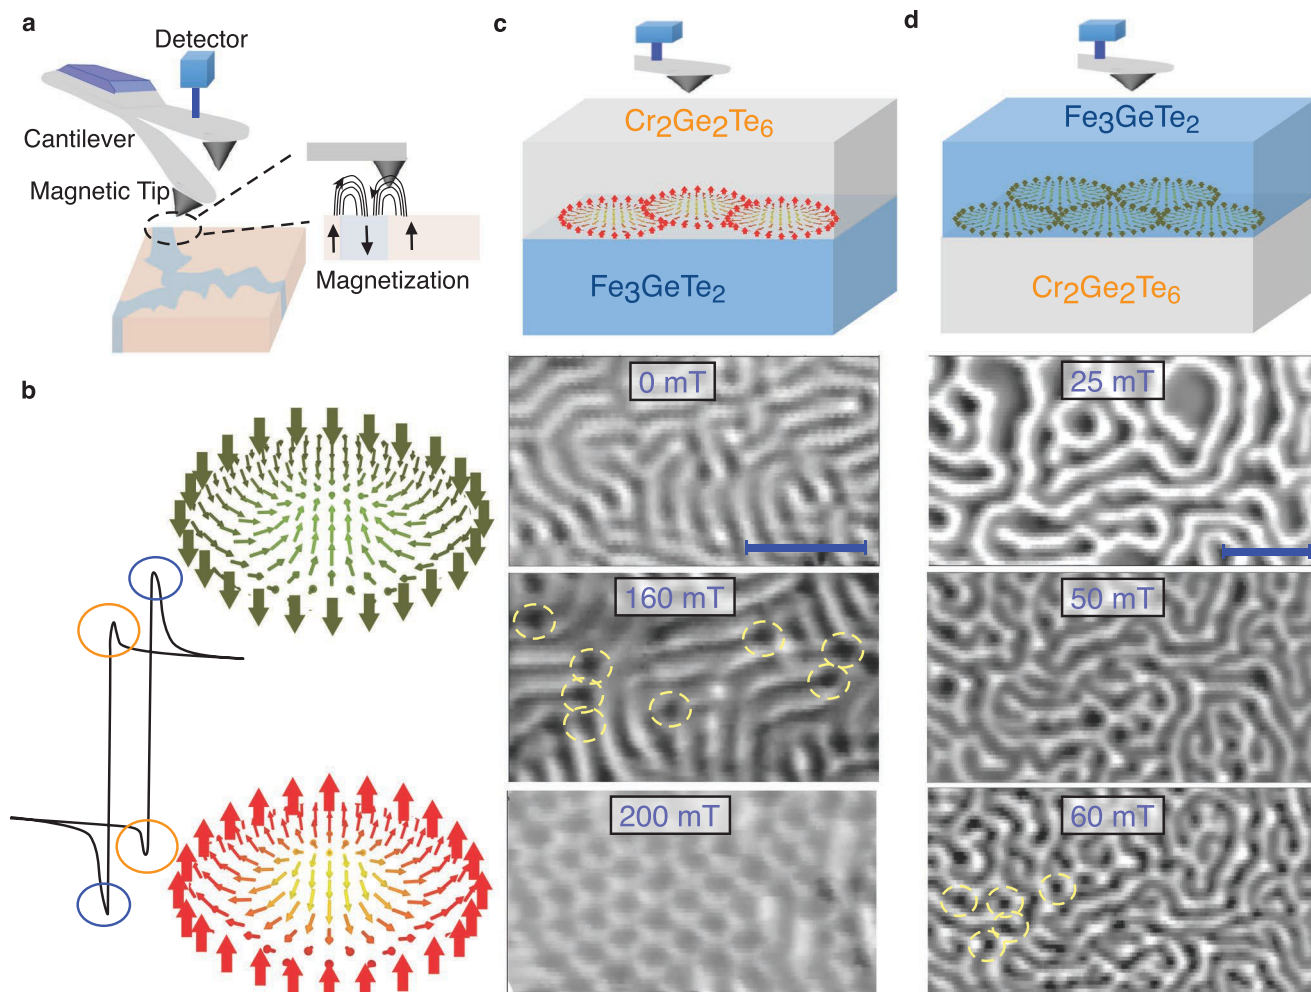 a
Detector
Cantilever
Magnetic Tip
Magnetization
b
c
Cr2Ge2Te6
Fe3GeTe2
0 mT
160 mT
200 mT
d
Fe3GeTe2
Cr2Ge2Te6
25 mT
50 mT
60 mT